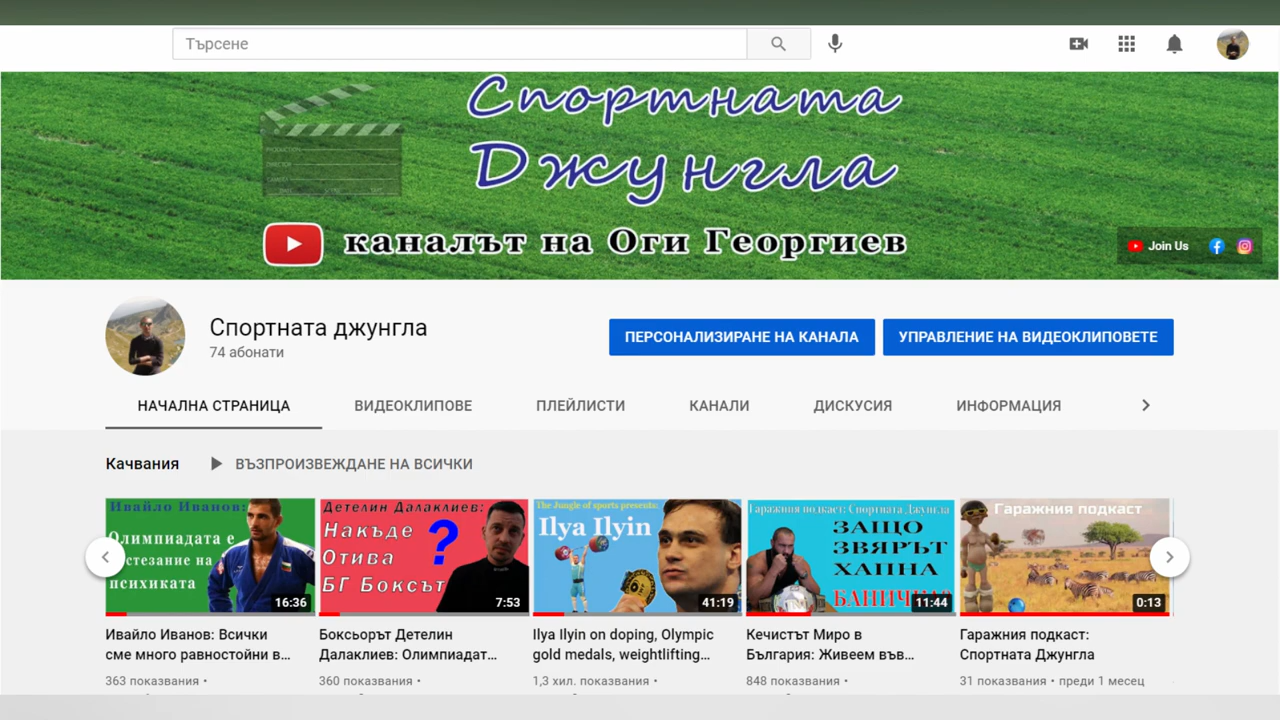 Търсене
Спортната
Джунгла
каналът на Оги Георгиев
Join Us
Спортната джунгла
74 абонати
ПЕРСОНАЛИЗИРАНЕ НА КАНАЛА
УПРАВЛЕНИЕ НА ВИДЕОКЛИПОВЕТЕ
НАЧАЛНА СТРАНИЦА
ВИДЕОКЛИПОВЕ
ПЛЕЙЛИСТИ
КАНАЛИ
ДИСКУСИЯ
ИНФОРМАЦИЯ
Качвания
ВЪЗПРОИЗВЕЖДАНЕ НА ВСИЧКИ
Ивайло Иванов:
Олимпиадата е
състезание на
психиката
16:36
Ивайло Иванов: Всички
сме много равностойни в...
363 показвания •
Детелин Далаклиев:
Накъде
Отива
БГ Боксът
?
7:53
Боксьорът Детелин
Далаклиев: Олимпиадат...
360 показвания •
The Jungle of sports presents:
Ilya Ilyin
41:19
Ilya Ilyin on doping, Olympic
gold medals, weightlifting...
1,3 хил. показвания •
Гаражния подкаст: Спортната Джунгла
ЗАЩО
ЗВЯРЪТ
ХАПНА
11:44
Кечистът Миро в
България: Живеем във...
848 показвания •
Гаражния подкаст
0:13
Гаражния подкаст:
Спортната Джунгла
31 показвания • преди 1 месец